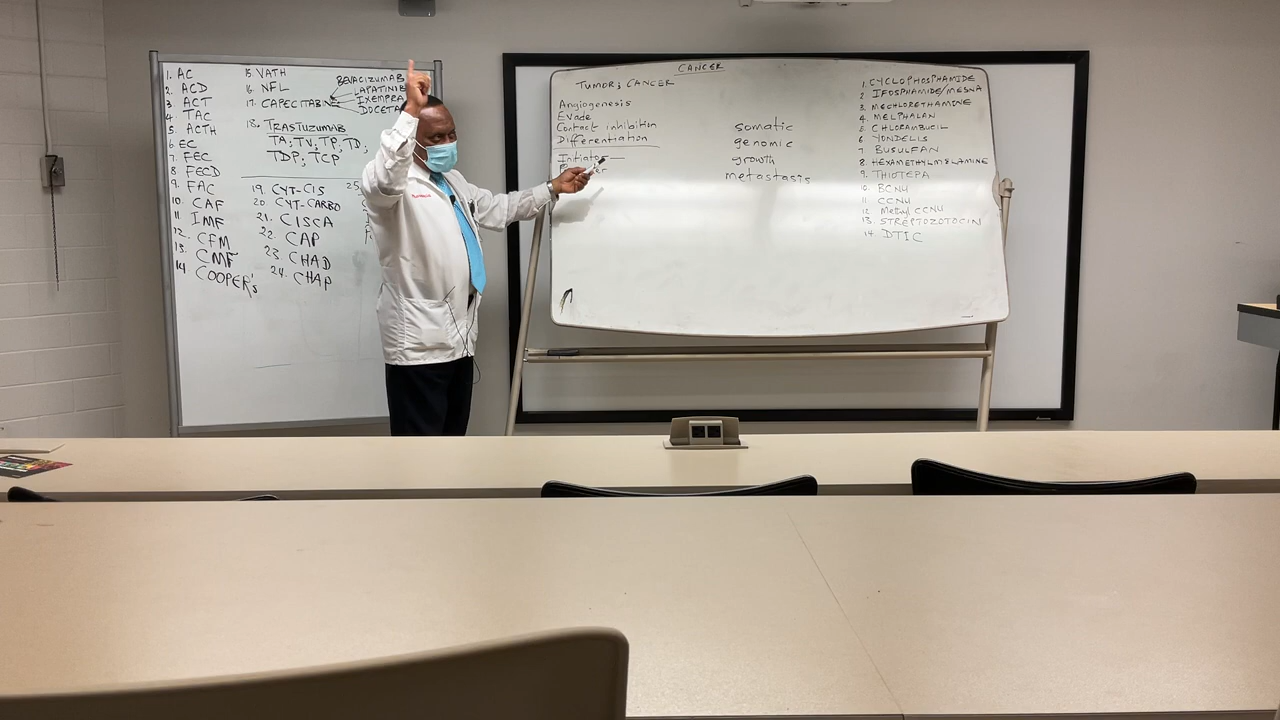 1. AC
2. ACD
3 ACT
4 TAC
5. ACTH
6 EC
7. FEC
8 FECD
9. FAC
10. CAF
11 IMF
12. CFM
13. CMF
14 COOPER's
15. VATH
16. NFL
17. CAPECITABINE
BEVACIZUMAB
LAPATINIB
IXEMPRA
DOCETA
18. TRASTUZUMAB
TA; TV; TP; TD;
TDP; TCP
19. CYT-CIS
20. CYT-CARBO
21. CISCA
22. CAP
23. CHAD
24. CHAP
25
CANCER
TUMOR; CANCER
Angiogenesis
Evade
Contact inhibition
Differentiation
Initiator
somatic
genomic
growth
metastasis
1. CYCLOPHOSPHAMIDE
2 IFOSPHAMIDE/MESNA
3. MECHLORETHAMINE
4. MELPHALAN
5 CHLORAMBUCIL
6. YONDELIS
7 BUSULFAN
8. HEXAMETHYLMELAMINE
9. THIOTEPA
10. BCNU
11 CCNU
12 Methyl CCNU
13 STREPTOZOTOCIN
14 DTIC